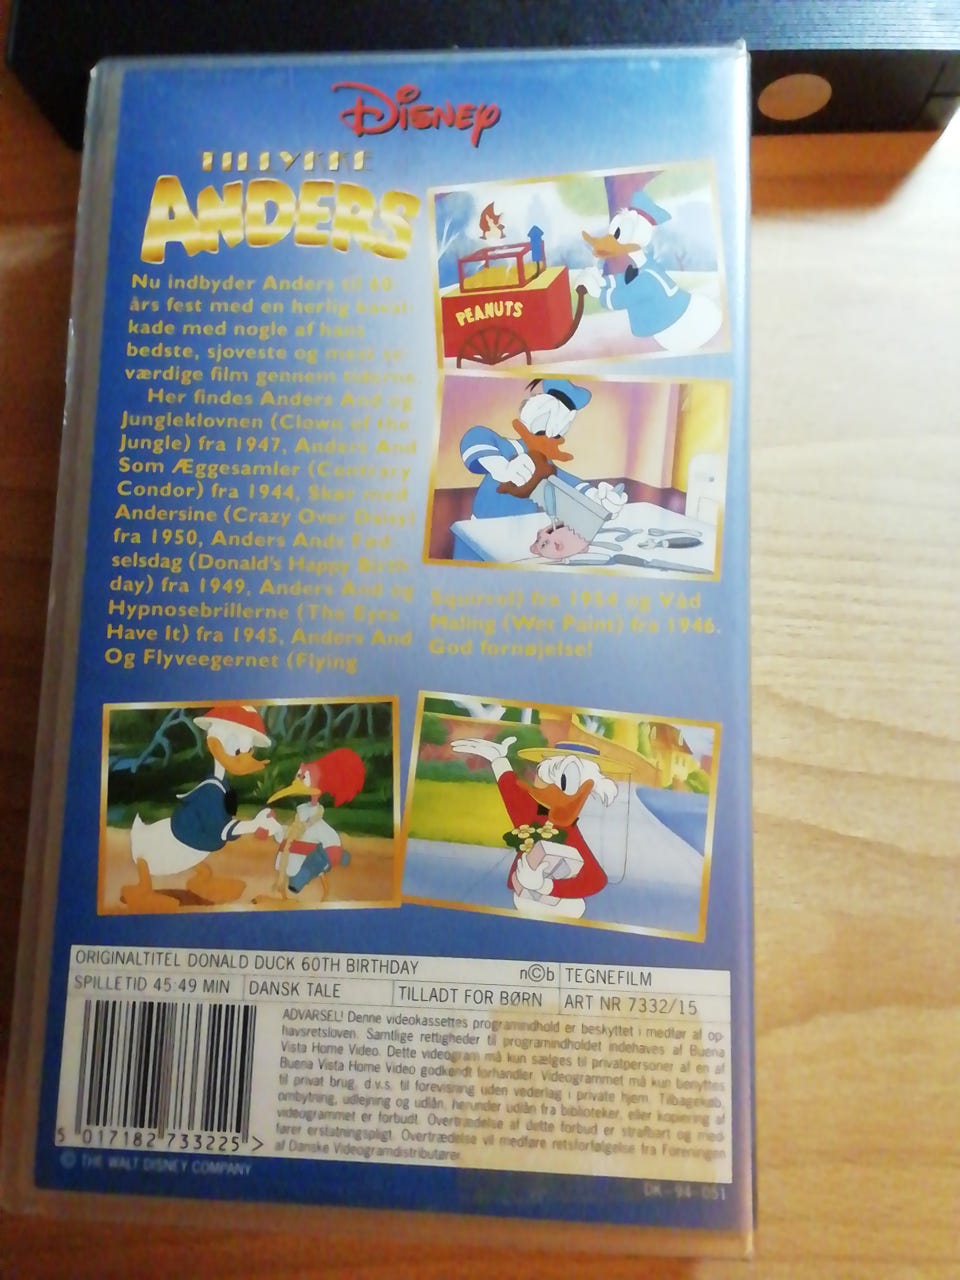 Disney
TILLYKKE
ANDERS
Nu indbyder Anders til 60
års fest med en herlig kaval-
kade med nogle af hans
bedste, sjoveste og mest se-
værdige film gennem tiderne
Her findes Anders And og
Jungleklovnen (Clown of the
Jungle) fra 1947, Anders And
Som Æggesamler (Contrary
Condor) fra 1944, Skør med
Andersine (Crazy Over Daisy)
fra 1950, Anders Ands Fød-
selsdag (Donald's Happy Birth-
day) fra 1949, Anders And og
Hypnosebrillerne (The Eyes
Have It) fra 1945, Anders And
Og Flyveegernet (Flying
PEANUTS
Squirrel) fra 1954 og Våd
Maling (Wet Paint) fra 1946.
God fornøjelse!
ORIGINALTITEL DONALD DUCK 60TH BIRTHDAY
n©b TEGNEFILM
SPILLETID 45:49 MIN DANSK TALE TILLADT FOR BØRN ART NR 7332/15
ADVARSEL! Denne videokassettes programindhold er beskyttet i medfør af op-
havsretsloven. Samtlige rettigheder til programindholdet indehaves af Buena
Vista Home Video. Dette videogram må kun sælges til privatpersoner af en af
Buena Vista Home Video godkendt forhandler. Videogrammet må kun benyttes
til privat brug, d.v.s. til forevisning uden vederlag i private hjem. Tilbagekøb,
ombytning, udlejning og udlån, herunder udlån fra biblioteker, eller kopiering af
videogrammet er forbudt. Overtrædelse af dette forbud er strafbart og med-
fører erstatningspligt. Overtrædelse vil medføre retsforfølgelse fra Foreningen
af Danske Videogramdistributører.
5 017182 733225 >
© THE WALT DISNEY COMPANY
DK-94-051